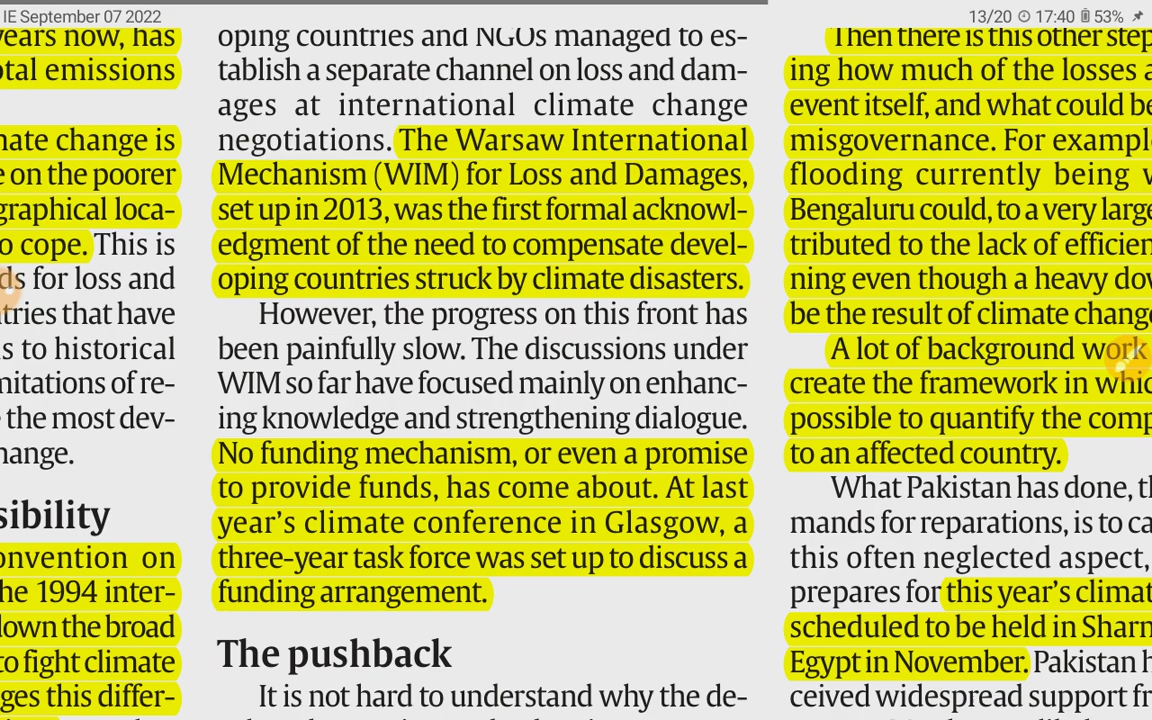 IE September 07 2022
13/20 17:40 53%
years now, has
total emissions
mate change is
e on the poorer
graphical loca-
o cope. This is
ds for loss and
tries that have
s to historical
mitations of re-
the most dev-
hange.
sibility
onvention on
he 1994 inter-
down the broad
to fight climate
ges this differ-
oping countries and NGOs managed to es-
tablish a separate channel on loss and dam-
ages at international climate change
negotiations. The Warsaw International
Mechanism (WIM) for Loss and Damages,
set up in 2013, was the first formal acknowl-
edgment of the need to compensate devel-
oping countries struck by climate disasters.
However, the progress on this front has
been painfully slow. The discussions under
WIM so far have focused mainly on enhanc-
ing knowledge and strengthening dialogue.
No funding mechanism, or even a promise
to provide funds, has come about. At last
year's climate conference in Glasgow, a
three-year task force was set up to discuss a
funding arrangement.
The pushback
It is not hard to understand why the de-
Then there is this other step
ing how much of the losses a
event itself, and what could be
misgovernance. For exampl
flooding currently being w
Bengaluru could, to a very large
tributed to the lack of efficien
ning even though a heavy dow
be the result of climate change
A lot of background work
create the framework in whic
possible to quantify the comp
to an affected country.
What Pakistan has done, th
mands for reparations, is to ca
this often neglected aspect,
prepares for this year's climat
scheduled to be held in Sharm
Egypt in November. Pakistan h
ceived widespread support fr